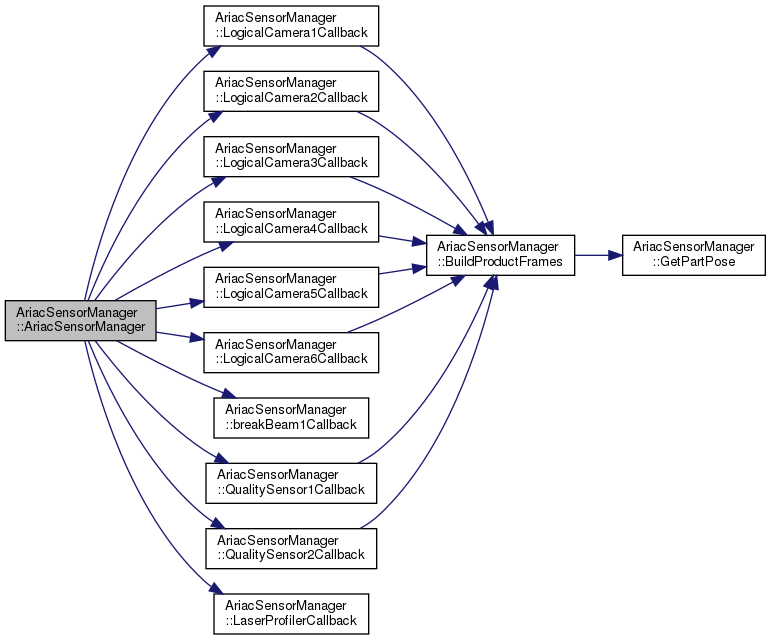 AriacSensorManager
::AriacSensorManager
AriacSensorManager
::LogicalCamera1Callback
AriacSensorManager
::LogicalCamera2Callback
AriacSensorManager
::LogicalCamera3Callback
AriacSensorManager
::LogicalCamera4Callback
AriacSensorManager
::LogicalCamera5Callback
AriacSensorManager
::LogicalCamera6Callback
AriacSensorManager
::breakBeam1Callback
AriacSensorManager
::QualitySensor1Callback
AriacSensorManager
::QualitySensor2Callback
AriacSensorManager
::LaserProfilerCallback
AriacSensorManager
::BuildProductFrames
AriacSensorManager
::GetPartPose